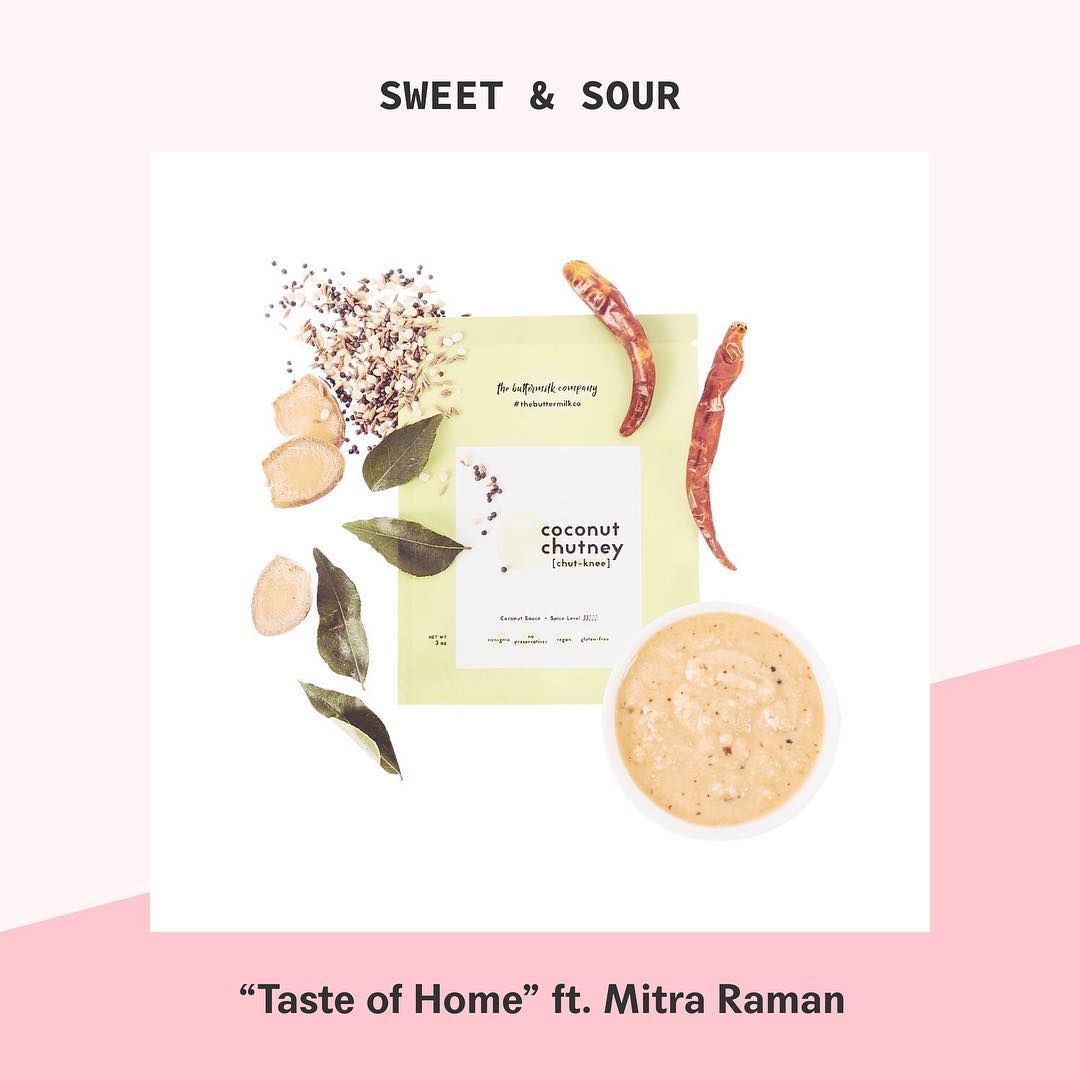 SWEET & SOUR
the buttermilk company
#thebuttermilkco
coconut
chutney
[chut-knee]
Coconut Sauce • Spice Level
NET WT
3 oz
non-gmo no preservatives vegan gluten-free
“Taste of Home” ft. Mitra Raman